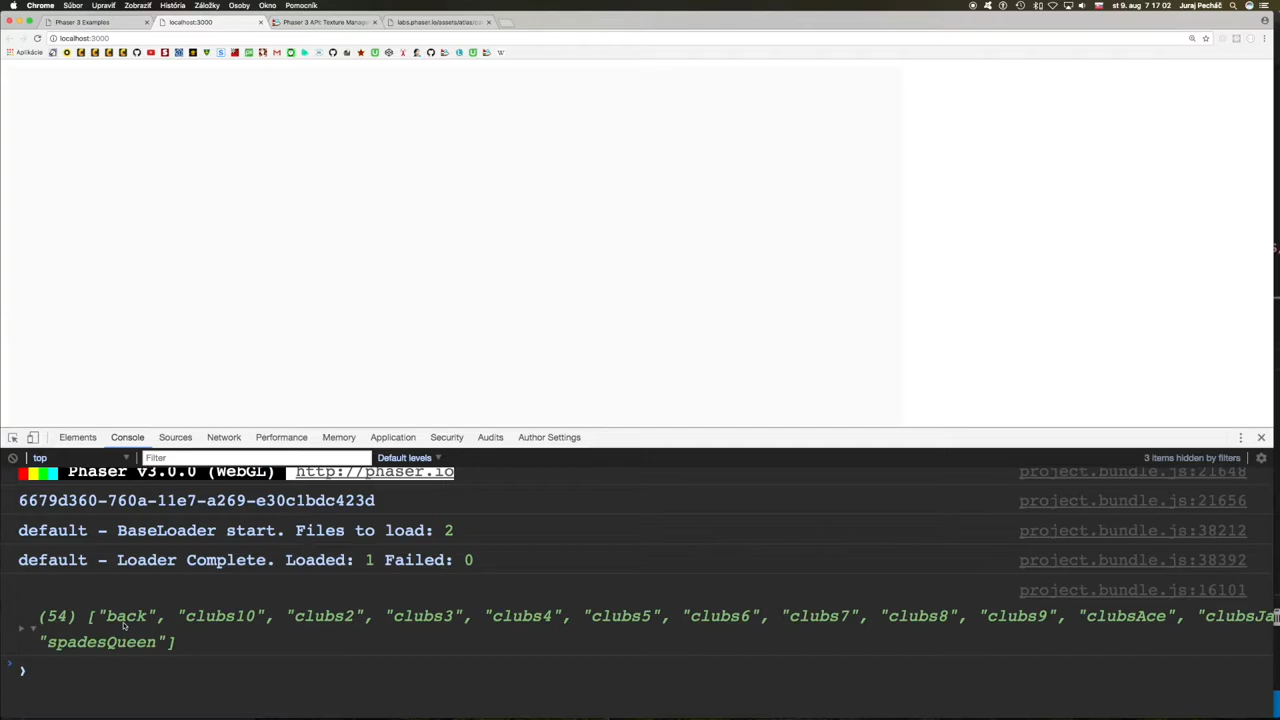 Chrome Súbor Upraviť Zobraziť História Záložky Osoby Okno Pomocník st 9. aug 7 17 02 Juraj Pecháč
Phaser 3 Examples localhost:3000 Phaser 3 API: Texture Manag labs.phaser.io/assets/atlas/
localhost:3000
Aplikácie
Elements Console Sources Network Performance Memory Application Security Audits Adblock
top Filter Default levels 3 items hidden by filters
Phaser v3.0.0 (WebGL) http://phaser.io project.bundle.js:21648
6679d360-760a-11e7-a269-e30c1bdc423d project.bundle.js:21656
default - BaseLoader start. Files to load: 2 project.bundle.js:38212
default - Loader Complete. Loaded: 1 Failed: 0 project.bundle.js:38392
project.bundle.js:16101
(54) ["back", "clubs10", "clubs2", "clubs3", "clubs4", "clubs5", "clubs6", "clubs7", "clubs8", "clubs9", "clubsAce", "clubsJa
"spadesQueen"]